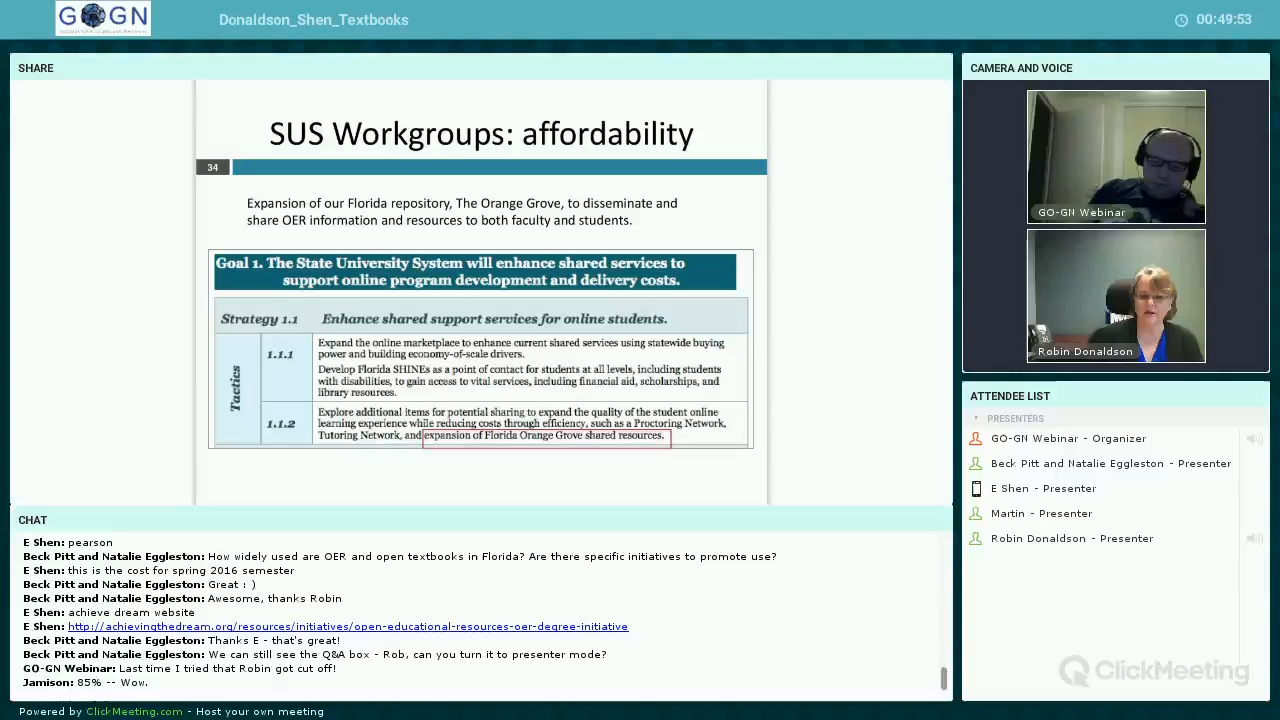 GOGN
Donaldson_Shen_Textbooks
00:49:53
SHARE
SUS Workgroups: affordability
34
Expansion of our Florida repository, The Orange Grove, to disseminate and
share OER information and resources to both faculty and students.
Goal 1. The State University System will enhance shared services to
support online program development and delivery costs.
Strategy 1.1 Enhance shared support services for online students.
Tactics
1.1.1
Expand the online marketplace to enhance current shared services using statewide buying
power and building economy-of-scale drivers.
Develop Florida SHINEs as a point of contact for students at all levels, including students
with disabilities, to gain access to vital services, including financial aid, scholarships, and
library resources.
1.1.2
Explore additional items for potential sharing to expand the quality of the student online
learning experience while reducing costs through efficiency, such as a Proctoring Network,
Tutoring Network, and expansion of Florida Orange Grove shared resources.
CHAT
E Shen: pearson
Beck Pitt and Natalie Eggleston: How widely used are OER and open textbooks in Florida? Are there specific initiatives to promote use?
E Shen: this is the cost for spring 2016 semester
Beck Pitt and Natalie Eggleston: Great : )
Beck Pitt and Natalie Eggleston: Awesome, thanks Robin
E Shen: achieve dream website
E Shen: http://achievingthedream.org/resources/initiatives/open-educational-resources-oer-degree-initiative
Beck Pitt and Natalie Eggleston: Thanks E - that's great!
Beck Pitt and Natalie Eggleston: We can still see the Q&A box - Rob, can you turn it to presenter mode?
GO-GN Webinar: Last time I tried that Robin got cut off!
Jamison: 85% -- Wow.
CAMERA AND VOICE
GO-GN Webinar
Robin Donaldson
ATTENDEE LIST
PRESENTERS
GO-GN Webinar - Organizer
Beck Pitt and Natalie Eggleston - Presenter
E Shen - Presenter
Martin - Presenter
Robin Donaldson - Presenter
ClickMeeting
Powered by ClickMeeting.com - Host your own meeting